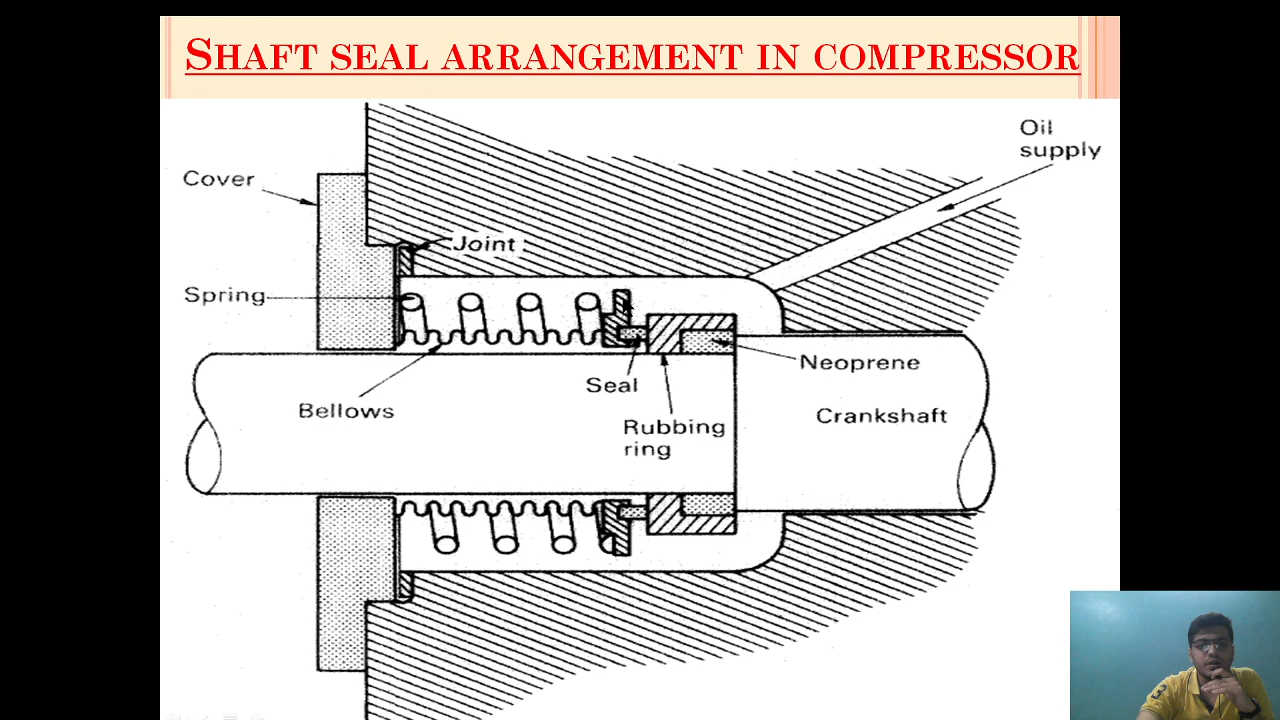 SHAFT SEAL ARRANGEMENT IN COMPRESSOR
Oil
supply
Cover
Joint
Spring
Neoprene
Seal
Bellows
Crankshaft
Rubbing
ring